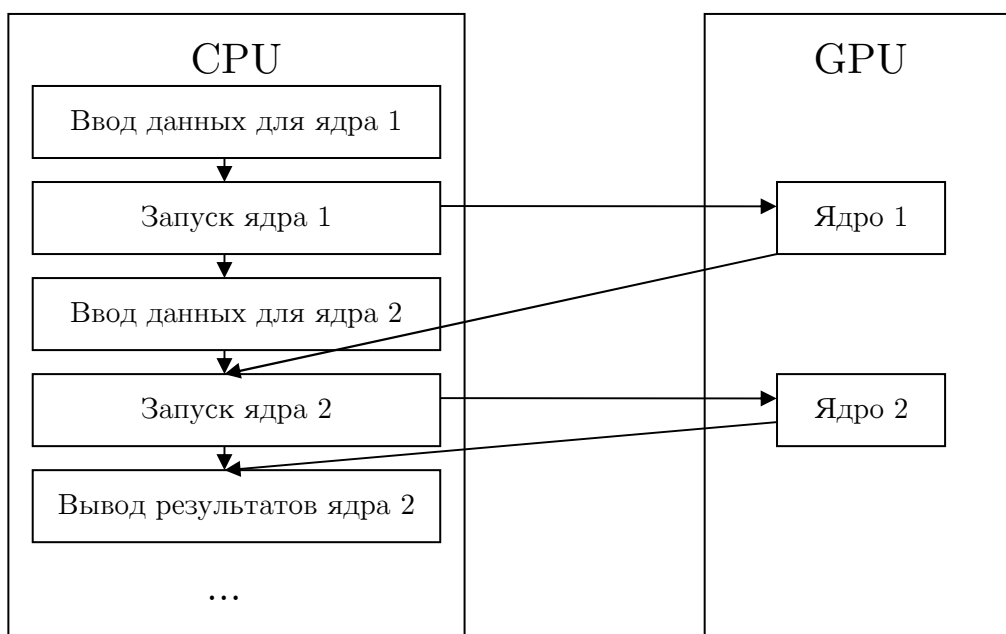 CPU
GPU
Ввод данных для ядра 1
Запуск ядра 1
Ядро 1
Ввод данных для ядра 2
Запуск ядра 2
Ядро 2
Вывод результатов ядра 2
...